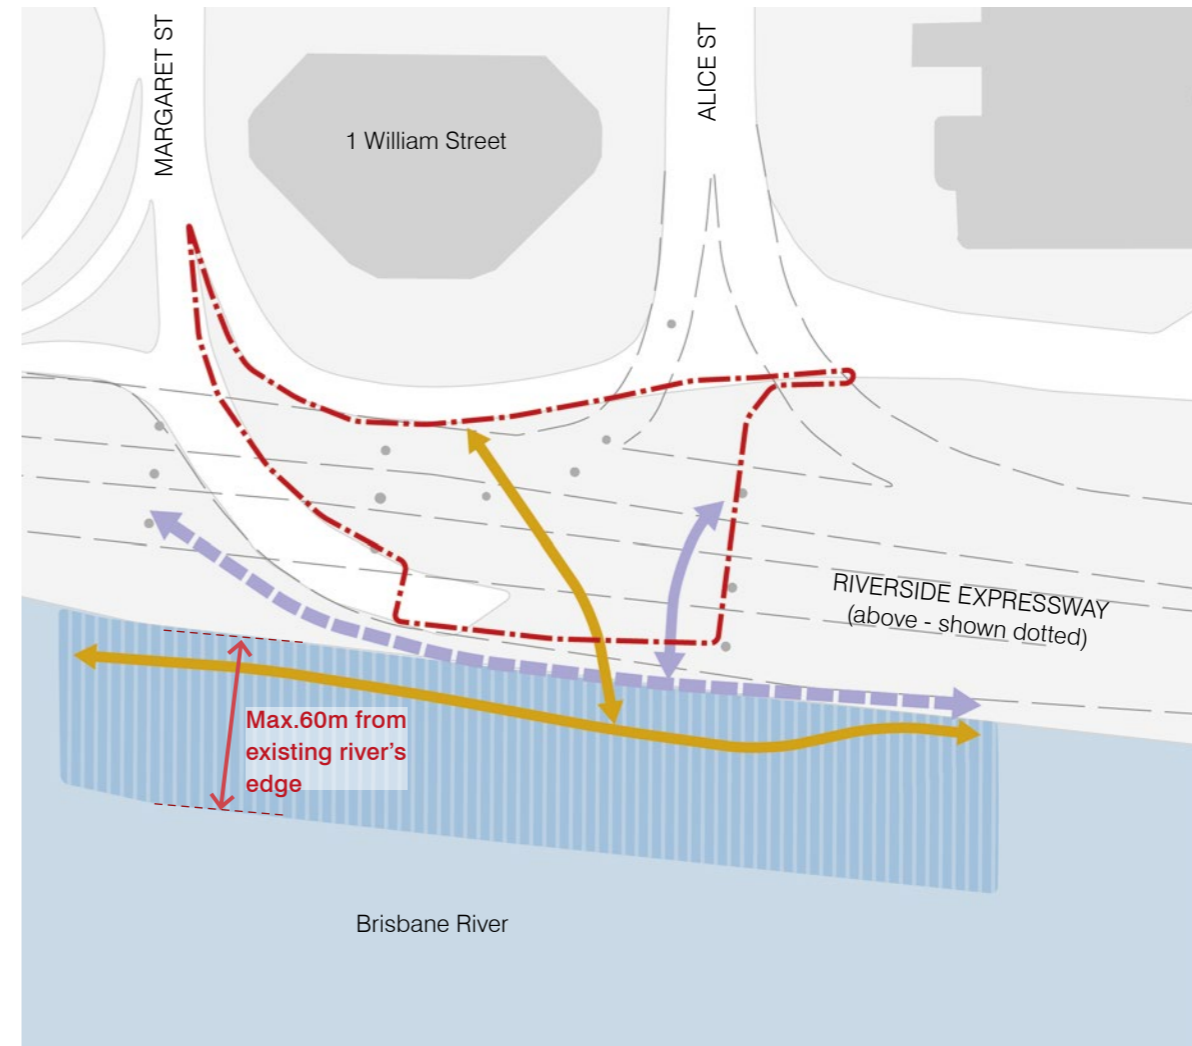 MARGARET ST
ALICE ST
1 William Street
RIVERSIDE EXPRESSWAY
(above - shown dotted)
Max.60m from
existing river's
edge
Brisbane River